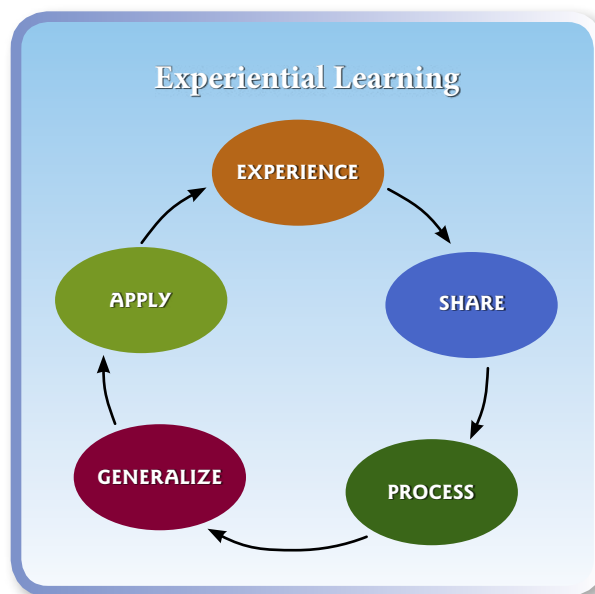 Experiential Learning
EXPERIENCE
SHARE
PROCESS
GENERALIZE
APPLY